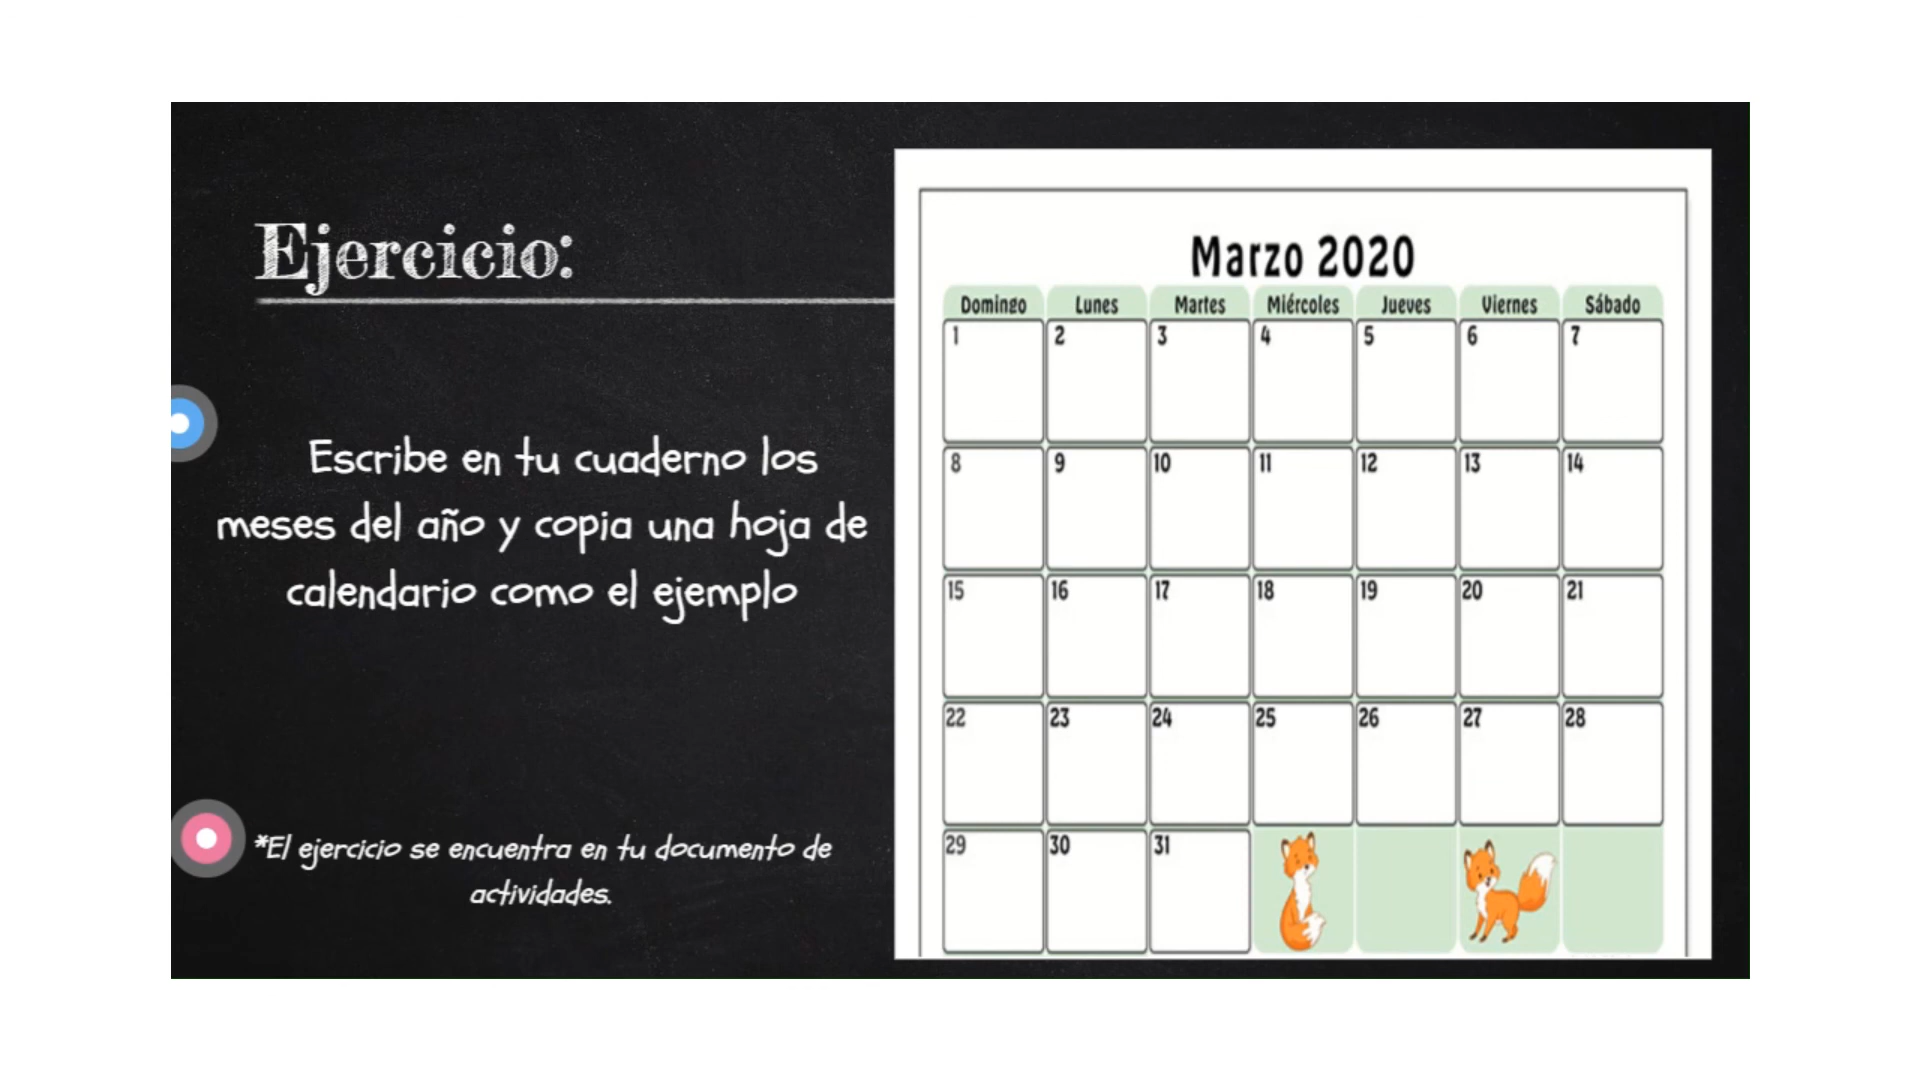 Ejercicio:
Escribe en tu cuaderno los
meses del año y copia una hoja de
calendario como el ejemplo
*El ejercicio se encuentra en tu documento de
actividades.
Marzo 2020
Domingo Lunes Martes Miércoles Jueves Viernes Sábado
1 2 3 4 5 6 7
8 9 10 11 12 13 14
15 16 17 18 19 20 21
22 23 24 25 26 27 28
29 30 31